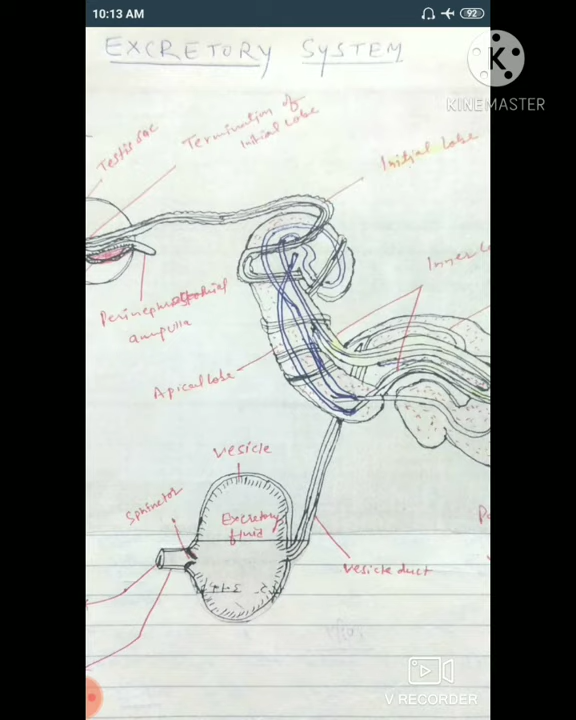 10:13 AM
92
EXCRETORY SYSTEM
K
KINEMASTER
Testis sac
Termination of
Initial lobe
Initial lobe
Inner
Perinephrostomial
ampulla
Apical lobe
Vesicle
Sphincter
Excretory
fluid
Vesicle duct
V RECORDER